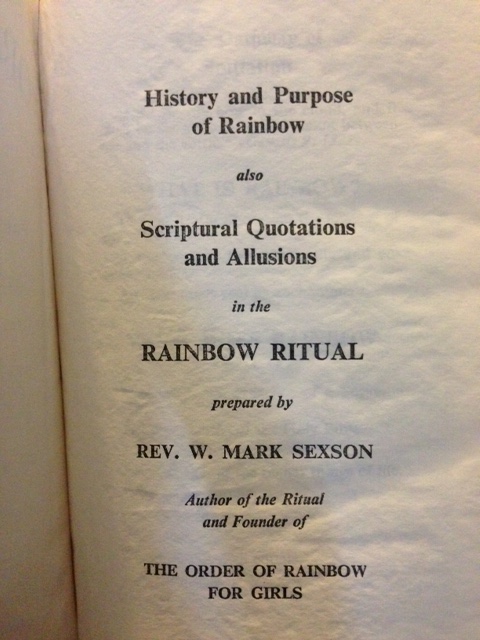 History and Purpose
of Rainbow
also
Scriptural Quotations
and Allusions
in the
RAINBOW RITUAL
prepared by
REV. W. MARK SEXSON
Author of the Ritual
and Founder of
THE ORDER OF RAINBOW
FOR GIRLS